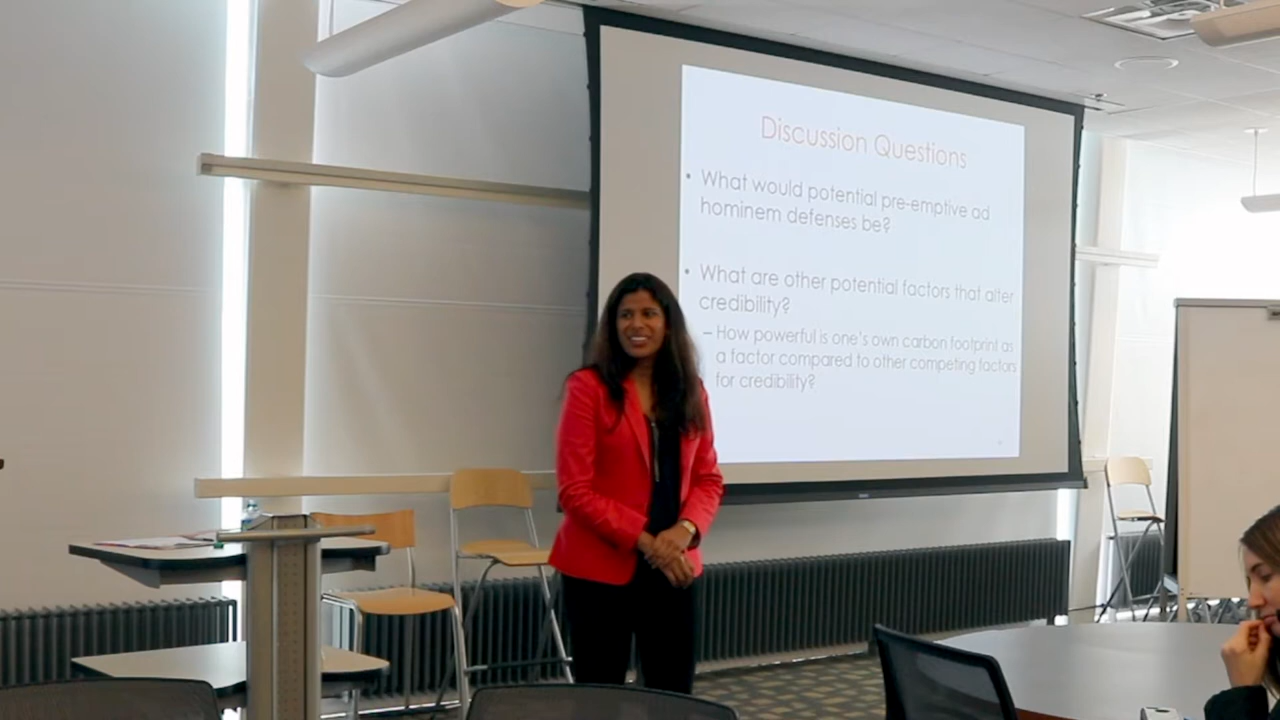 Discussion Questions
• What would potential pre-emptive ad
hominem defenses be?
• What are other potential factors that alter
credibility?
– How powerful is one's own carbon footprint as
a factor compared to other competing factors
for credibility?